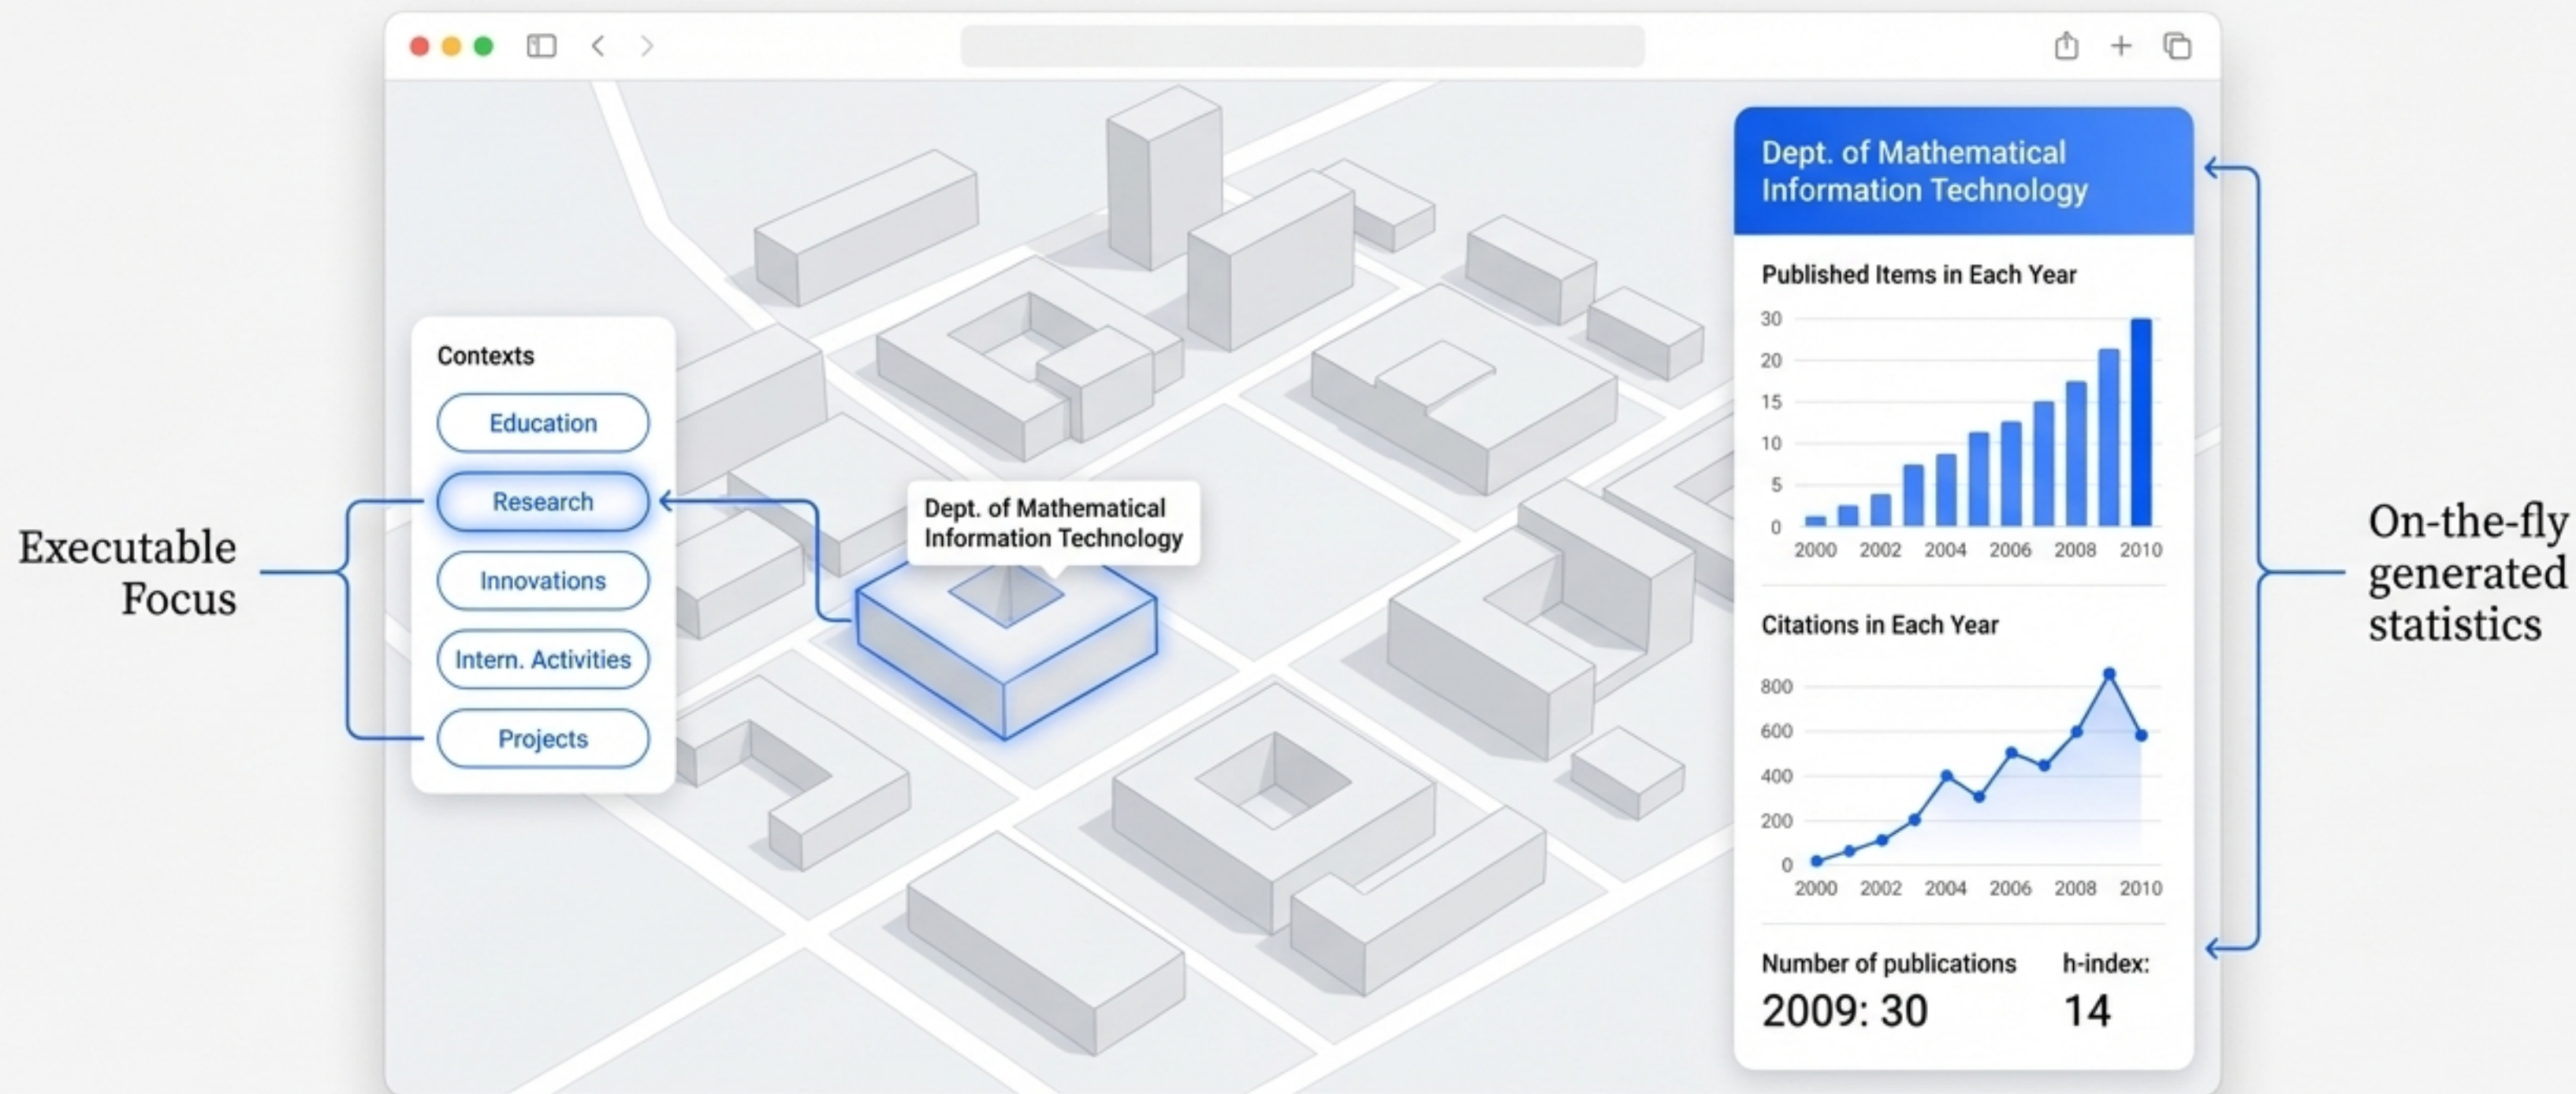 Executable
Focus
Contexts
Education
Research
Innovations
Intern. Activities
Projects
Dept. of Mathematical
Information Technology
Dept. of Mathematical
Information Technology
Published Items in Each Year
30
20
15
10
5
0
2000 2002 2004 2006 2008 2010
Citations in Each Year
800
600
400
200
0
2000 2002 2004 2006 2008 2010
Number of publications h-index:
2009: 30 14
On-the-fly
generated
statistics